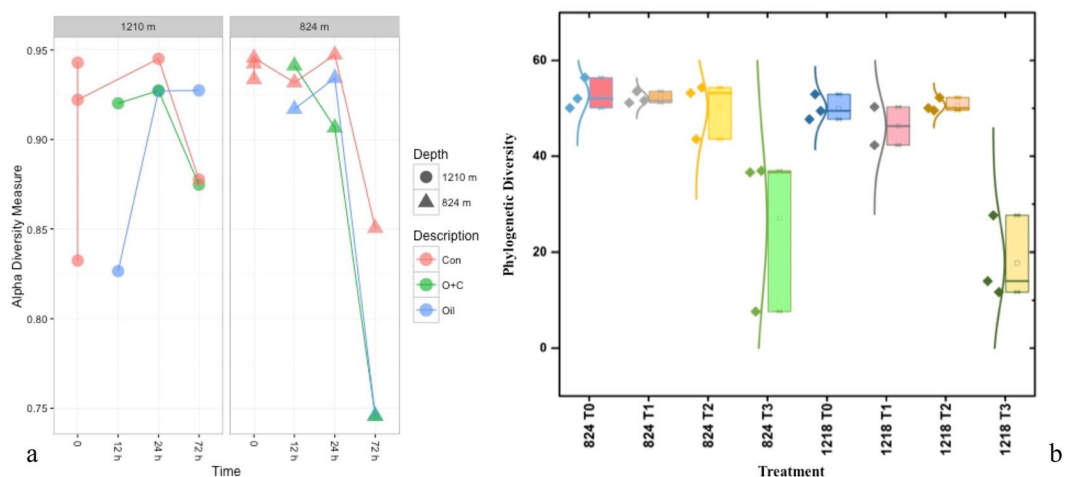 1210 m
824 m
0.95
0.90
0.85
0.80
0.75
Alpha Diversity Measure
0
12 h
24 h
72 h
0
12 h
24 h
72 h
Time
Depth
1210 m
824 m
Description
Con
O+C
Oil
a
60
40
20
0
Phylogenetic Diversity
824 T0
824 T1
824 T2
824 T3
1218 T0
1218 T1
1218 T2
1218 T3
Treatment
b